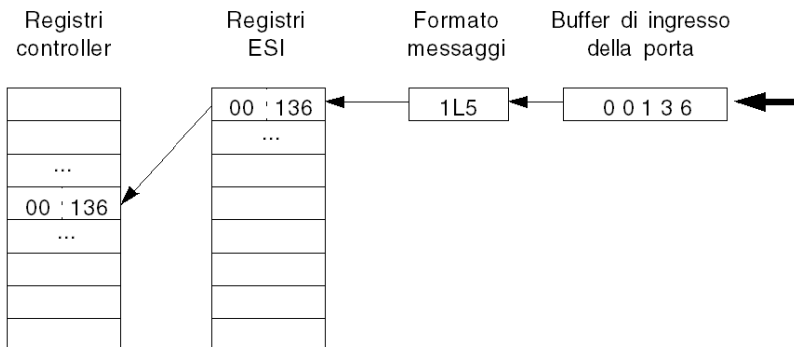 Registri controller
Registri ESI
Formato messaggi
Buffer di ingresso della porta
00 136
1L5
0 0 1 3 6
...
...
00 136
...